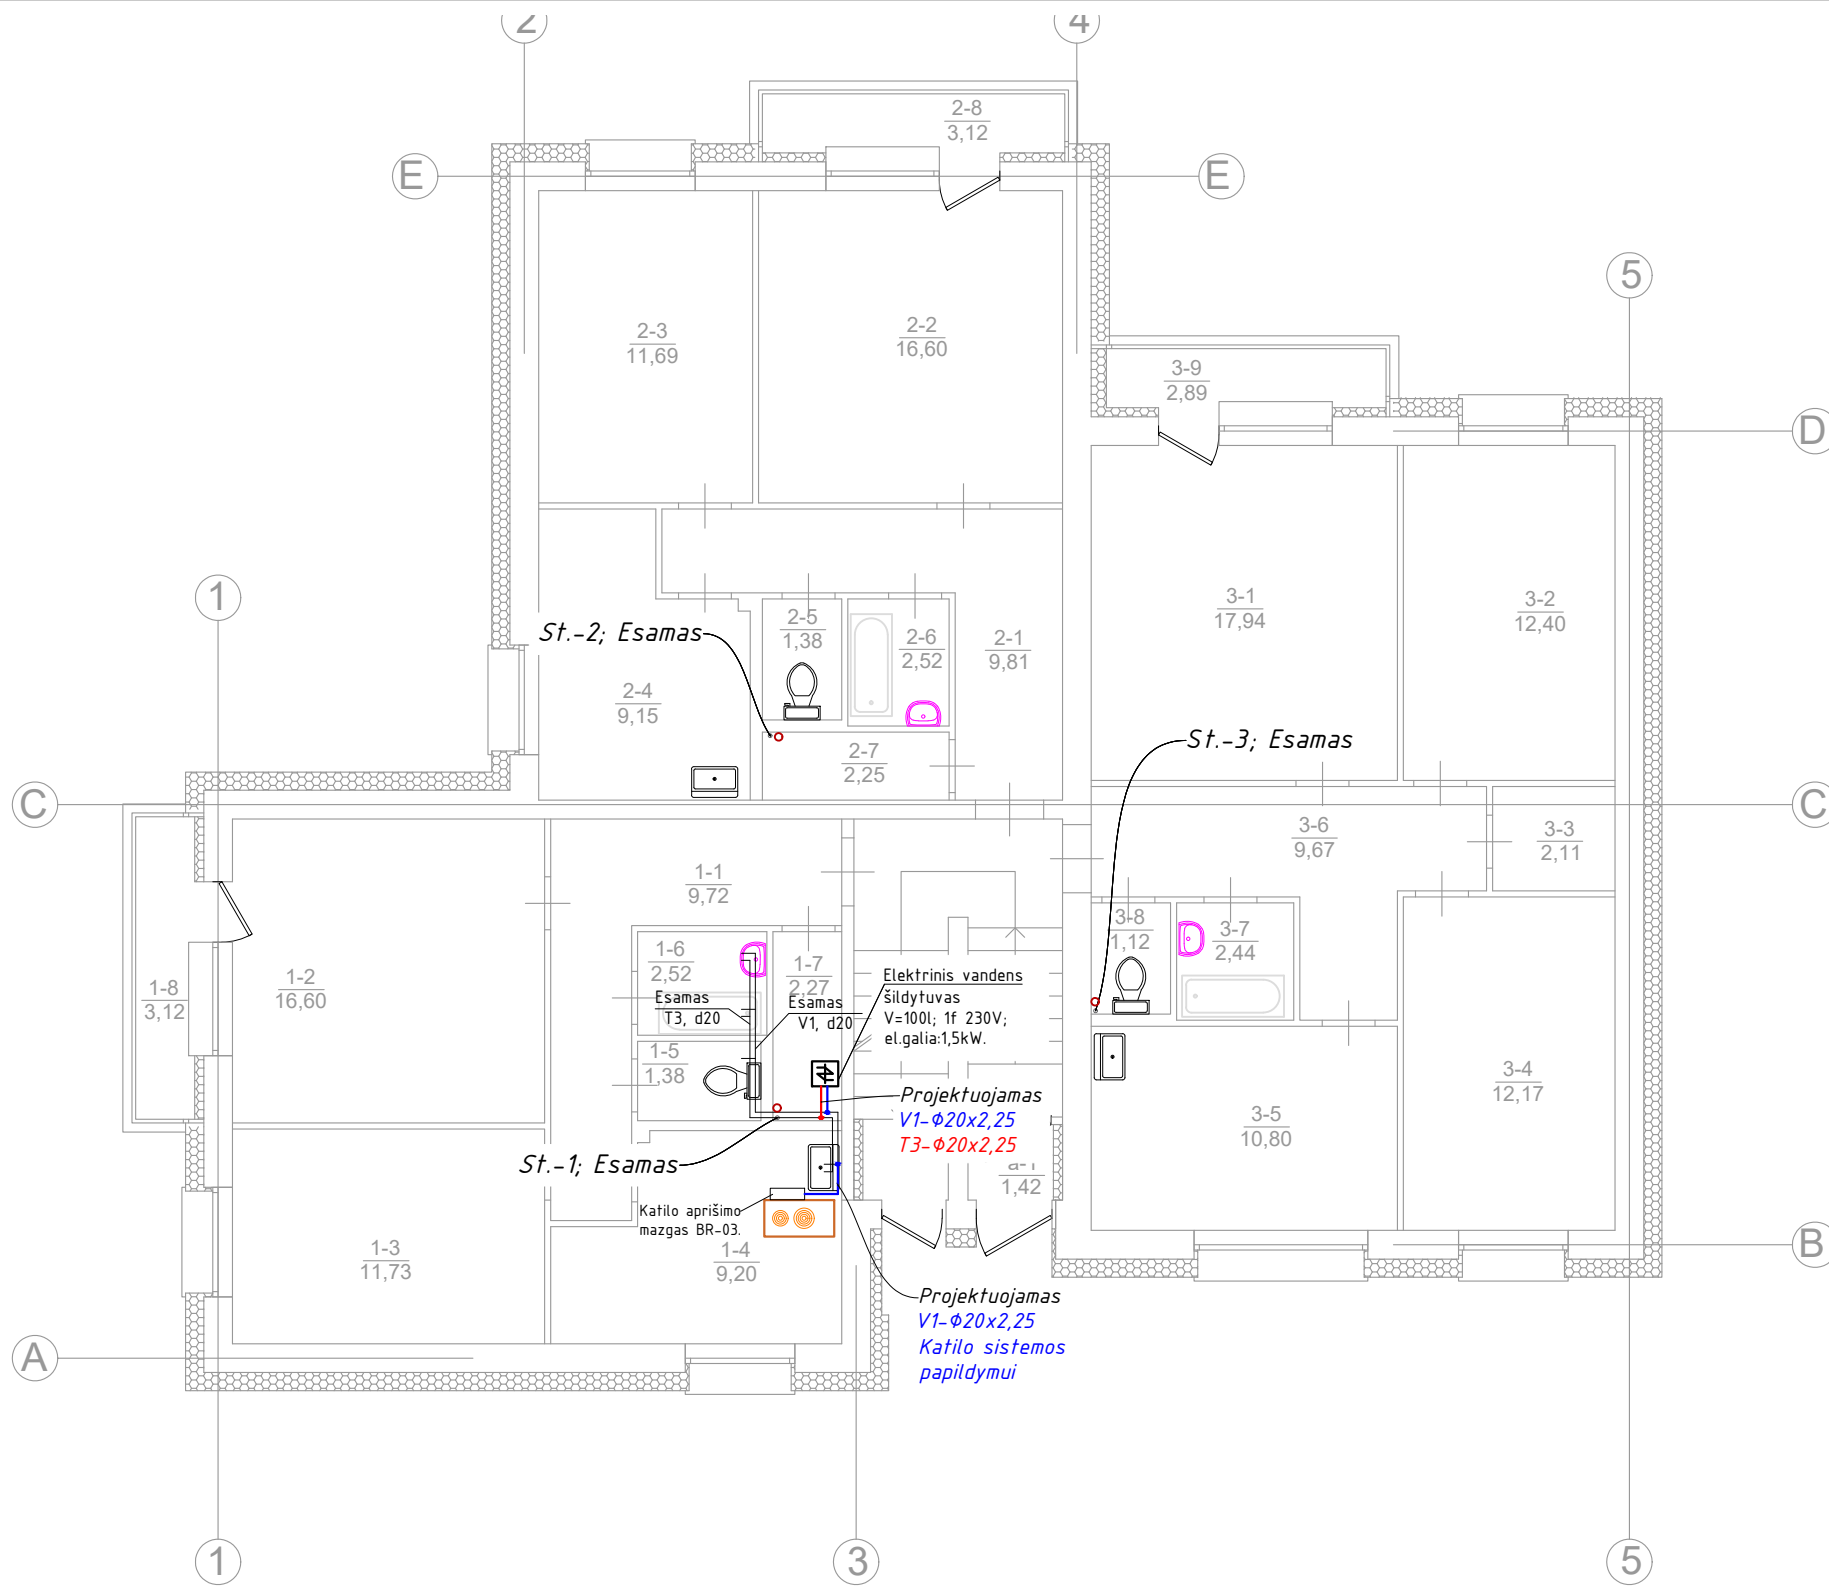 2
4
2-8
3,12
E
E
5
2-3
11,69
2-2
16,60
3-9
2,89
D
1
St.-2; Esamas
2-5
1,38
2-6
2,52
2-1
9,81
3-1
17,94
3-2
12,40
2-4
9,15
2-7
2,25
St.-3; Esamas
C
C
3-6
9,67
3-3
2,11
1-1
9,72
3-8
1,12
3-7
2,44
1-8
3,12
1-2
16,60
1-6
2,52
1-7
2,27
Esamas
T3, d20
Esamas
V1, d20
Elektrinis vandens
šildytuvas
V=100l; 1f 230V;
el.galia:1,5kW.
1-5
1,38
Projektuojamas
V1-Φ20x2,25
T3-Φ20x2,25
3-4
12,17
3-5
10,80
St.-1; Esamas
a-1
1,42
Katilo aprišimo
mazgas BR-03.
1-3
11,73
1-4
9,20
B
Projektuojamas
V1-Φ20x2,25
Katilo sistemos
papildymui
A
1
3
5